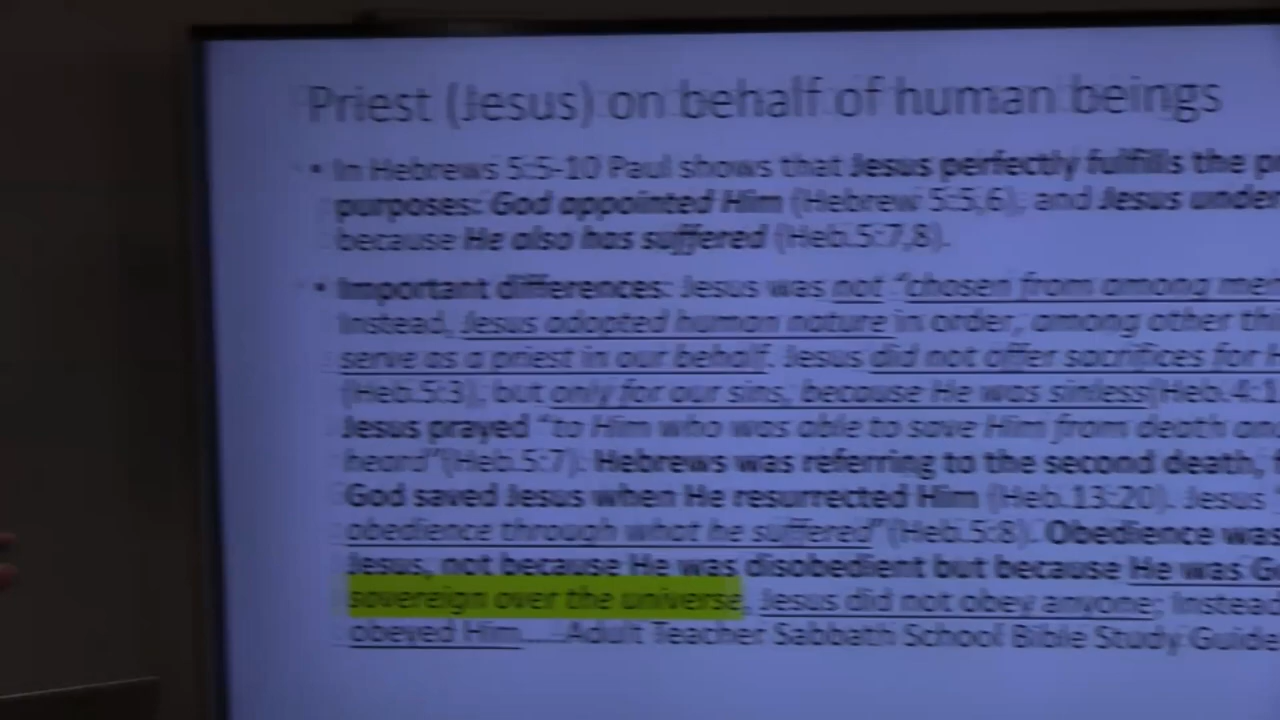 Priest (Jesus) on behalf of human beings
• In Hebrews 5:5-10 Paul shows that Jesus perfectly fulfills the
purposes: God appointed Him (Hebrew 5:5,6), and Jesus
because He also has suffered (Heb.5:7,8).
• Important differences: Jesus was not "chosen from among
Instead, Jesus adopted human nature in order, among other
serve as a priest in our behalf. Jesus did not offer sacrifices for
(Heb.5:3), but only for our sins, because He was sinless(Heb.4:1
Jesus prayed "to Him who was able to save Him from death
heard"(Heb.5:7). Hebrews was referring to the second death,
God saved Jesus when He resurrected Him (Heb.13:20). Jesus
obedience through what he suffered"(Heb.5:8). Obedience was
Jesus, not because He was disobedient but because He was
sovereign over the universe. Jesus did not obey anyone; Instead
obeyed Him....Adult Teacher Sabbath School Bible Study Guide